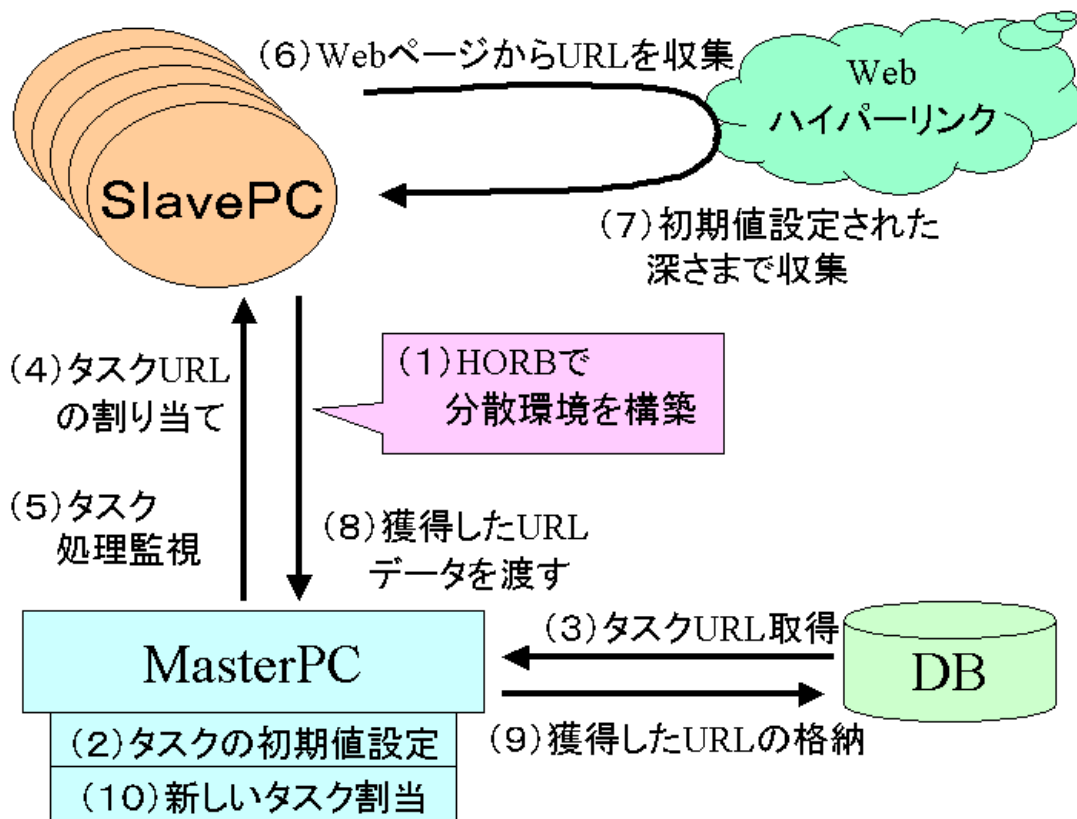 (6)WebページからURLを収集
Web
ハイパーリンク
SlavePC
(7)初期値設定された
深さまで収集
(4)タスクURL
の割り当て
(1)HORBで
分散環境を構築
(5)タスク
処理監視
(8)獲得したURL
データを渡す
(3)タスクURL取得
MasterPC
DB
(2)タスクの初期値設定
(9)獲得したURLの格納
(10)新しいタスク割当